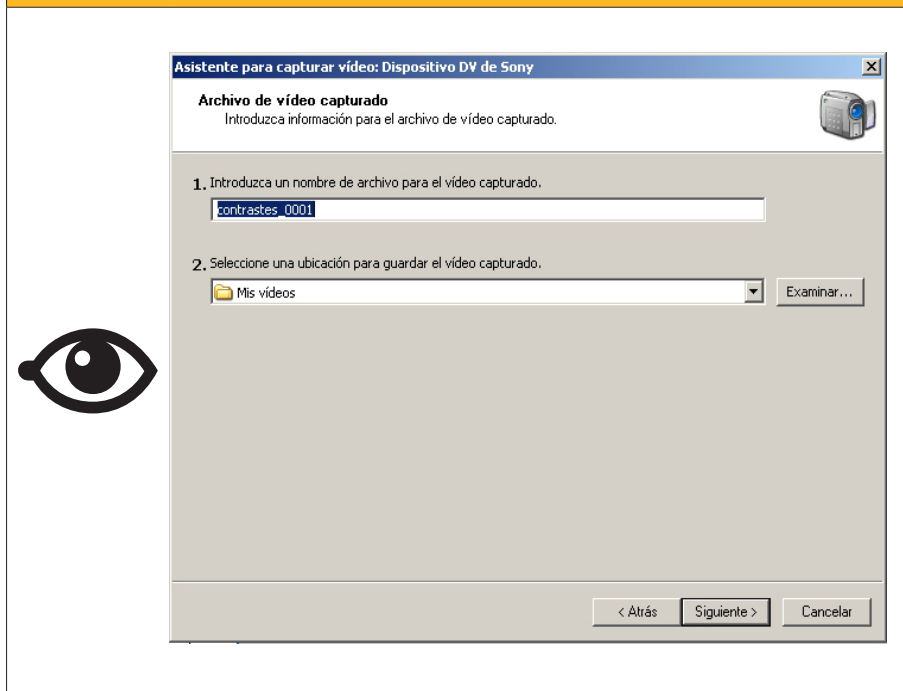 Asistente para capturar vídeo: Dispositivo DV de Sony
Archivo de vídeo capturado
Introduzca información para el archivo de vídeo capturado.
1. Introduzca un nombre de archivo para el vídeo capturado.
contrastes_0001
2. Seleccione una ubicación para guardar el vídeo capturado.
Mis vídeos
Examinar...
< Atrás Siguiente > Cancelar